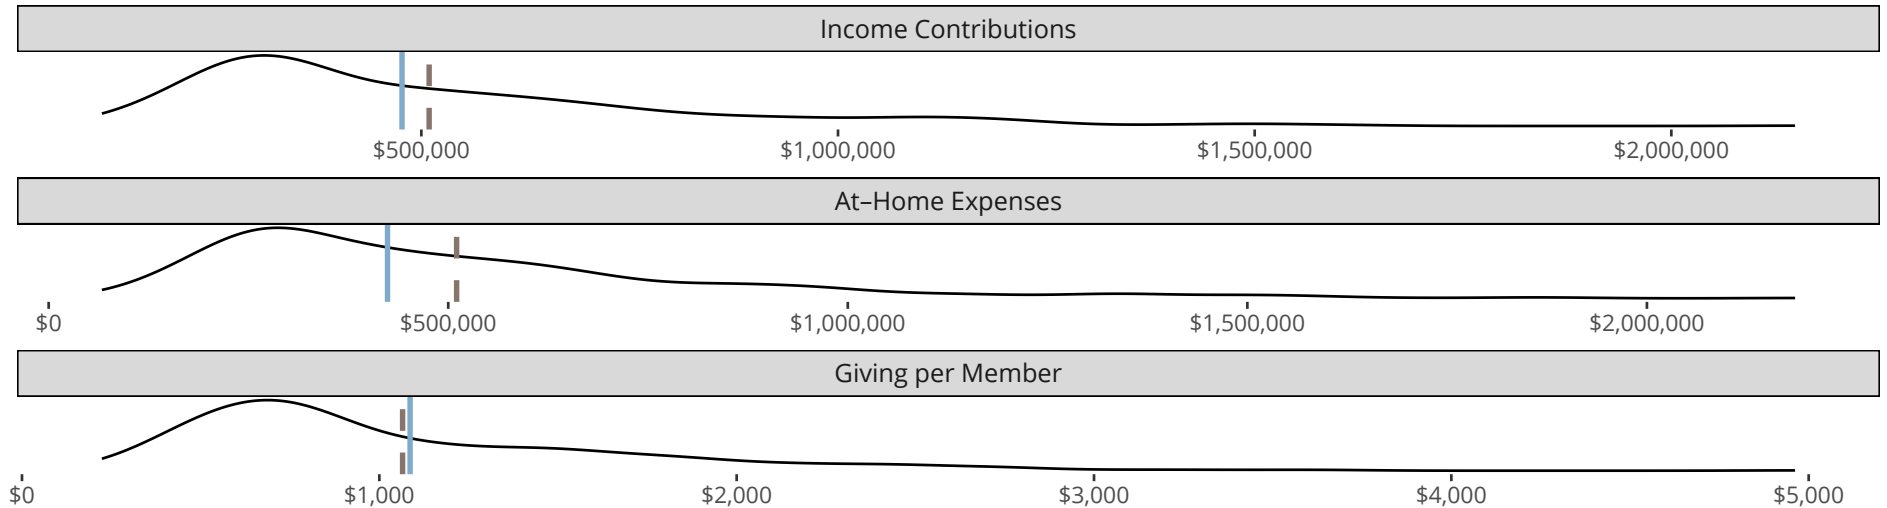 Income Contributions
$500,000 $1,000,000 $1,500,000 $2,000,000
At–Home Expenses
$0 $500,000 $1,000,000 $1,500,000 $2,000,000
Giving per Member
$0 $1,000 $2,000 $3,000 $4,000 $5,000